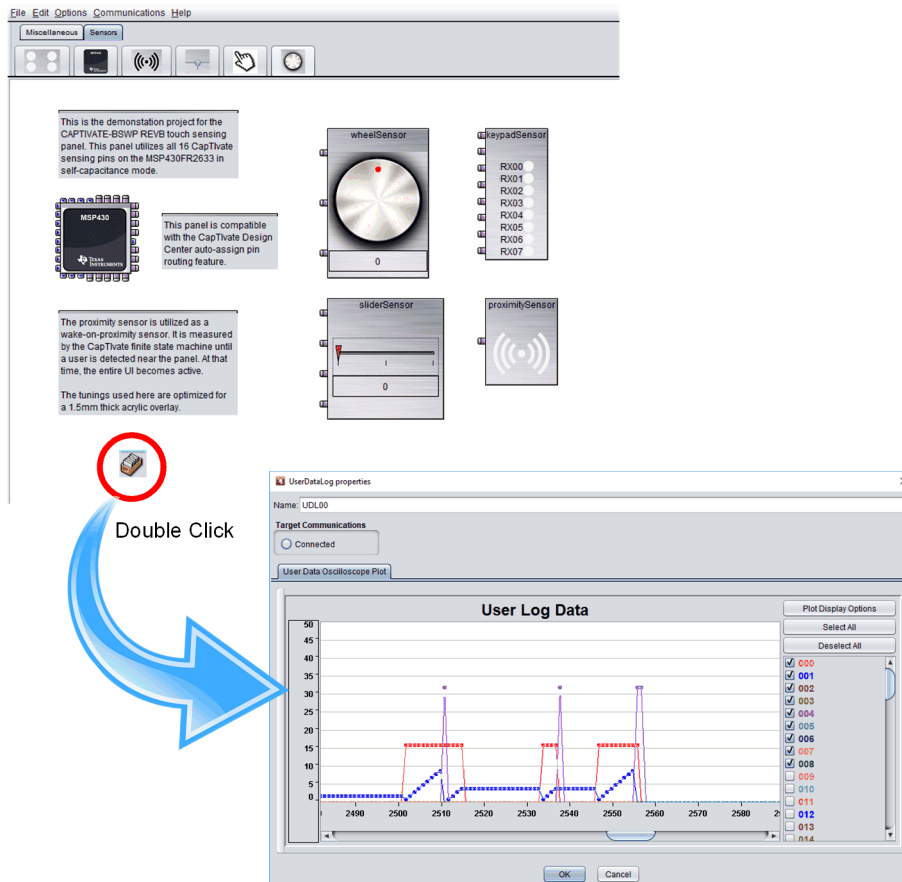 File Edit Options Communications Help
Miscellaneous Sensors
MSP430
This is the demonstation project for the
CAPTIVATE-BSWP REVB touch sensing
panel. This panel utilizes all 16 CapTIvate
sensing pins on the MSP430FR2633 in
self-capacitance mode.
MSP430
TEXAS
INSTRUMENTS
This panel is compatible
with the CapTIvate Design
Center auto-assign pin
routing feature.
The proximity sensor is utilized as a
wake-on-proximity sensor. It is measured
by the CapTIvate finite state machine until
a user is detected near the panel. At that
time, the entire UI becomes active.
The tunings used here are optimized for
a 1.5mm thick acrylic overlay.
wheelSensor
0
keypadSensor
RX00
RX01
RX02
RX03
RX04
RX05
RX06
RX07
sliderSensor
0
proximitySensor
Double Click
UserDataLog properties
Name: UDL00
Target Communications
Connected
User Data Oscilloscope Plot
User Log Data
50
45
40
35
30
25
20
15
10
5
0
2490 2500 2510 2520 2530 2540 2550 2560 2570 2580
Plot Display Options
Select All
Deselect All
000
001
002
003
004
005
006
007
008
009
010
011
012
013
014
OK Cancel